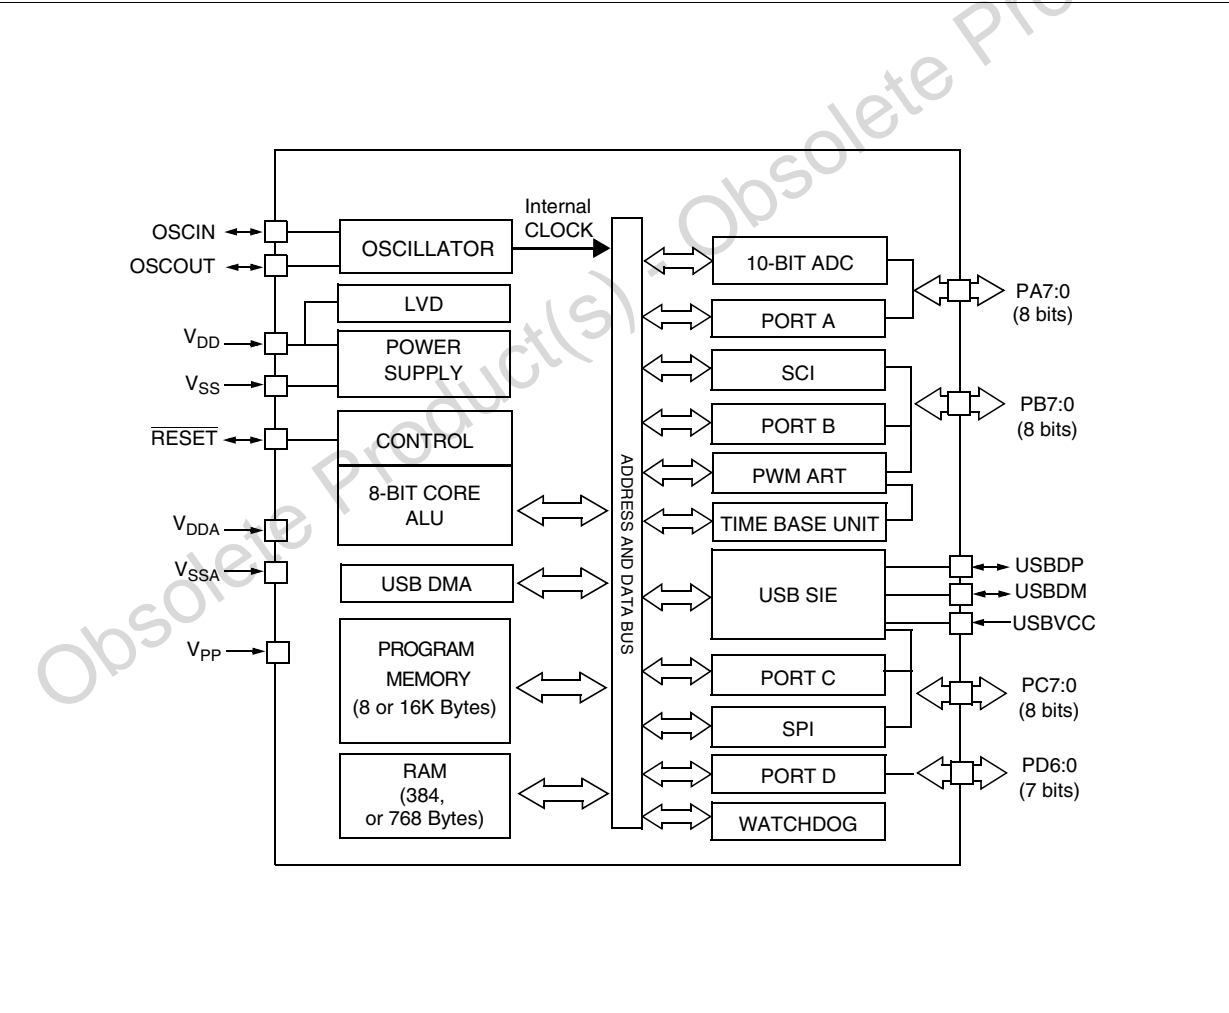 Obsolete Product(s) - Obsolete Pro
Internal
CLOCK
OSCIN
OSCOUT
OSCILLATOR
LVD
VDD
POWER
SUPPLY
VSS
RESET
CONTROL
8-BIT CORE
ALU
VDDA
VSSA
USB DMA
VPP
PROGRAM
MEMORY
(8 or 16K Bytes)
RAM
(384,
or 768 Bytes)
ADDRESS AND DATA BUS
10-BIT ADC
PORT A
SCI
PORT B
PWM ART
TIME BASE UNIT
USB SIE
PORT C
SPI
PORT D
WATCHDOG
PA7:0
(8 bits)
PB7:0
(8 bits)
USBDP
USBDM
USBVCC
PC7:0
(8 bits)
PD6:0
(7 bits)